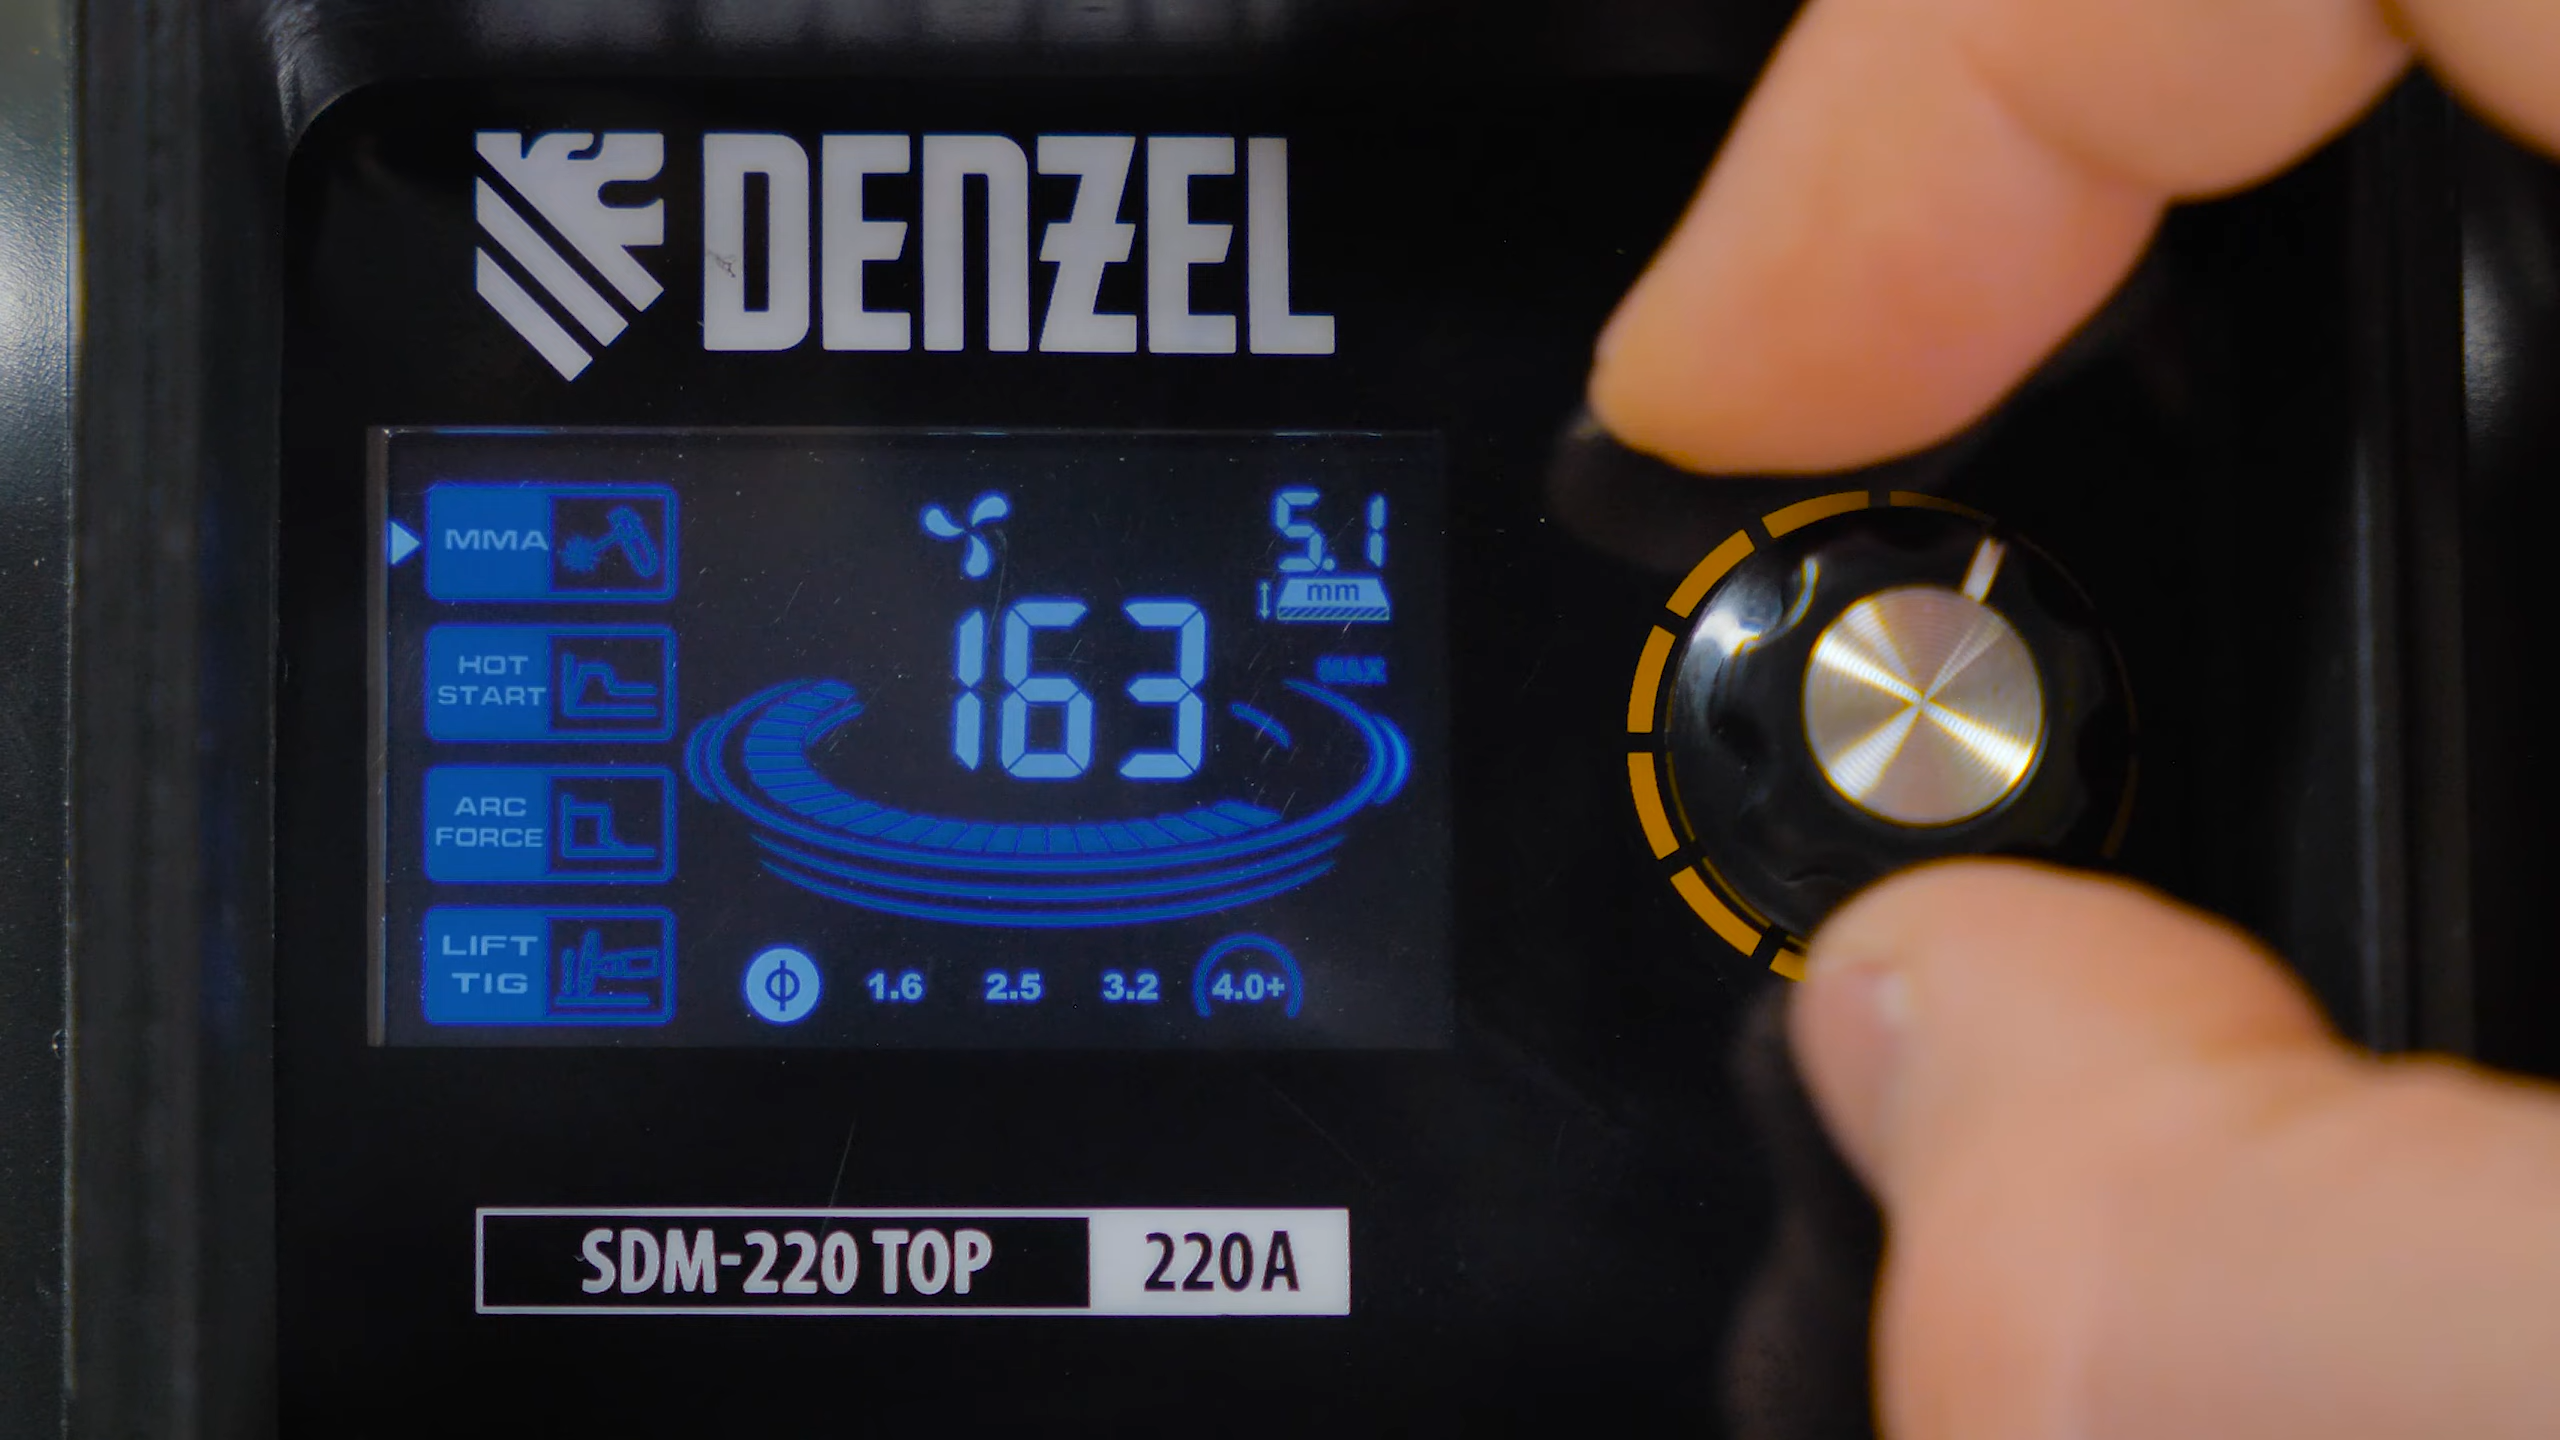 DENZEL
MMA
5.1
mm
163
HOT
START
MAX
ARC
FORCE
LIFT
TIG
1.6 2.5 3.2 4.0+
SDM-220 TOP 220A